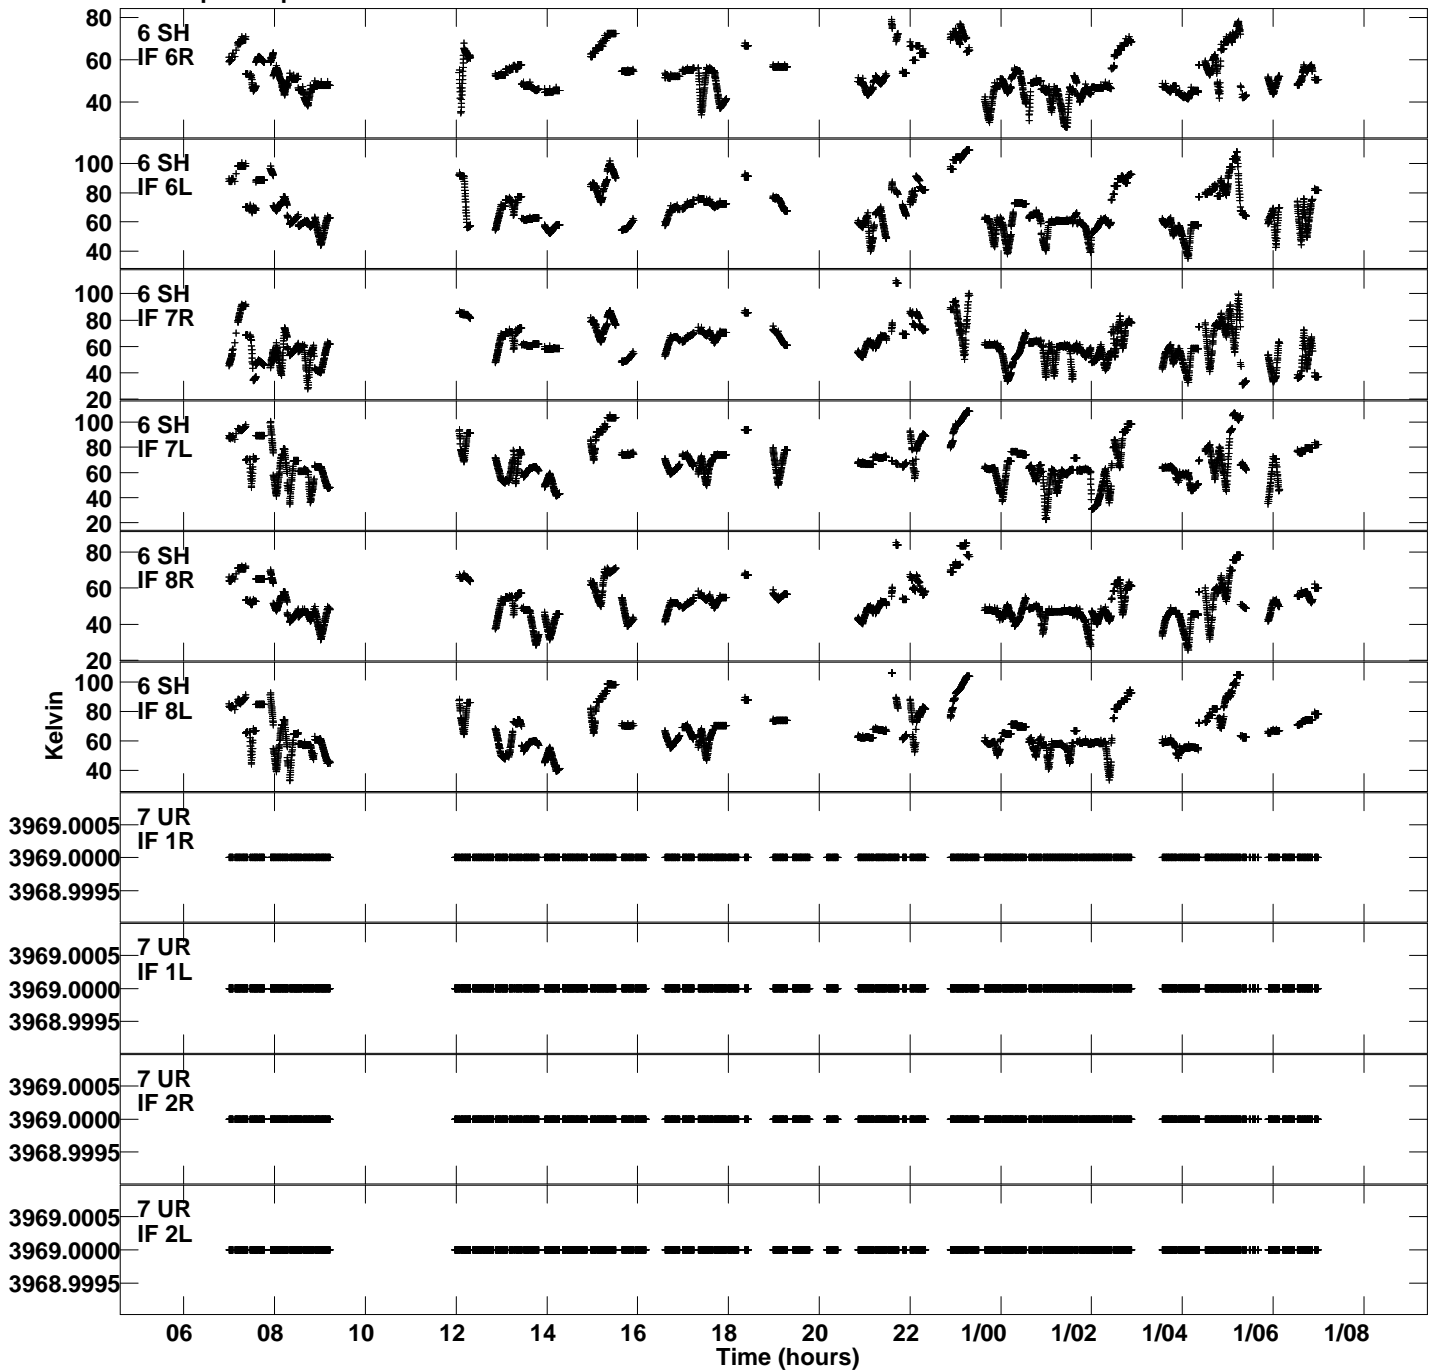 80
60
40
6 SH
IF 6R
100
80
60
40
6 SH
IF 6L
100
80
60
40
20
6 SH
IF 7R
100
80
60
40
20
6 SH
IF 7L
80
60
40
20
6 SH
IF 8R
100
80
60
40
6 SH
IF 8L
Kelvin
3969.0005
3969.0000
3968.9995
7 UR
IF 1R
3969.0005
3969.0000
3968.9995
7 UR
IF 1L
3969.0005
3969.0000
3968.9995
7 UR
IF 2R
3969.0005
3969.0000
3968.9995
7 UR
IF 2L
06 08 10 12 14 16 18 20 22 1/00 1/02 1/04 1/06 1/08
Time (hours)